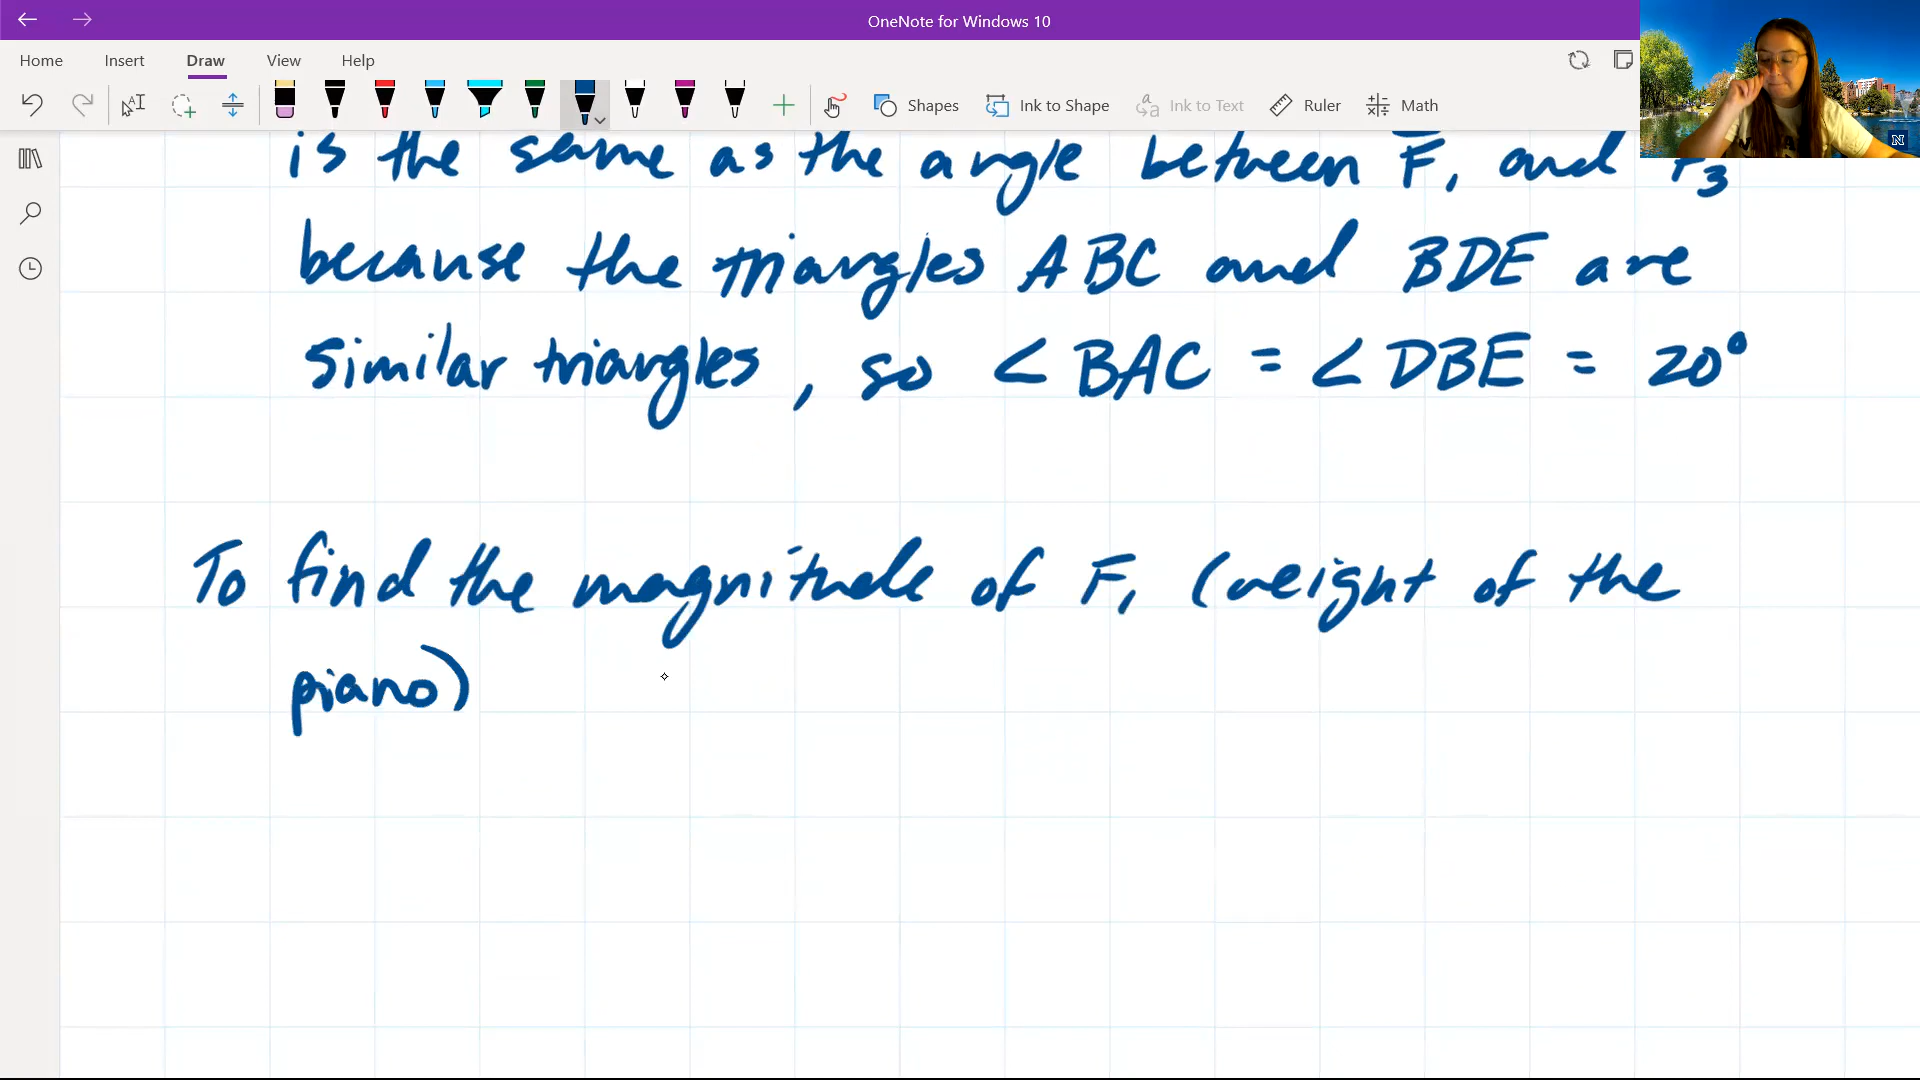 OneNote for Windows 10
Home Insert Draw View Help
Shapes Ink to Shape Ink to Text Ruler Math
is the same as the angle between F₁ and F₃
because the triangles ABC and BDE are
similar triangles, so < BAC = < DBE = 20°
To find the magnitude of F₁ (weight of the
piano)
N